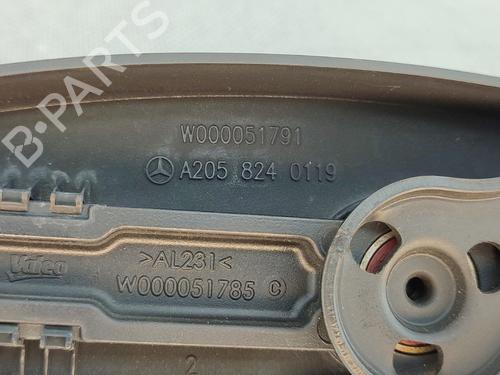 B-PARTS
W000051791
A205 824 0119
>AL231<
Valeo
W000051785 C
2